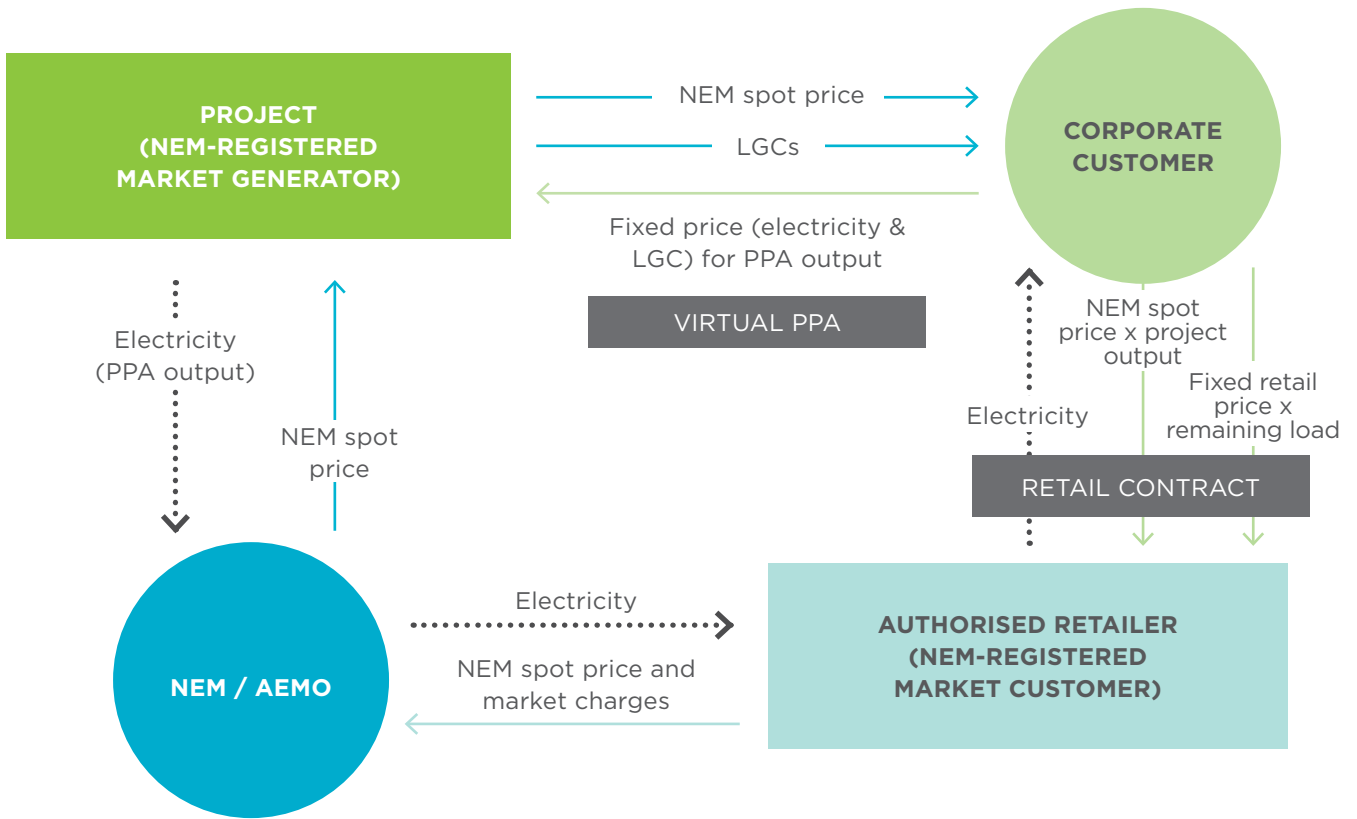 PROJECT
(NEM-REGISTERED
MARKET GENERATOR)
NEM spot price
LGCs
CORPORATE
CUSTOMER
Fixed price (electricity &
LGC) for PPA output
VIRTUAL PPA
Electricity
(PPA output)
NEM spot
price
NEM spot
price x project
output
Fixed retail
price x
remaining load
Electricity
RETAIL CONTRACT
NEM / AEMO
Electricity
NEM spot price and
market charges
AUTHORISED RETAILER
(NEM-REGISTERED
MARKET CUSTOMER)